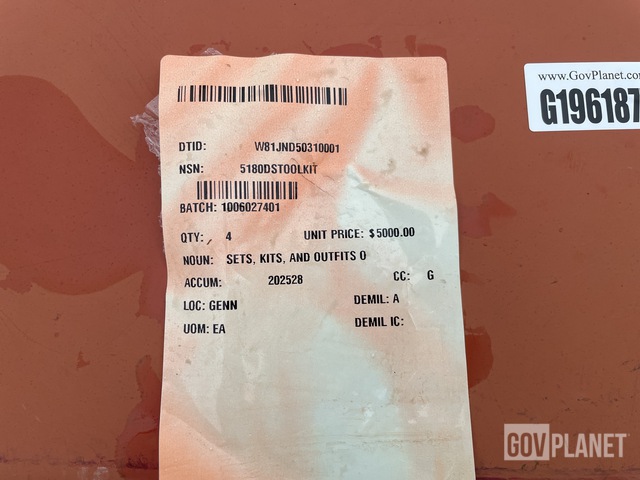 www.GovPlanet.com
G196187
DTID: W81JND50310001
NSN: 5180DSTOOLKIT
BATCH: 1006027401
QTY: 4 UNIT PRICE: $5000.00
NOUN: SETS, KITS, AND OUTFITS O
ACCUM: 202528 CC: G
LOC: GENN DEMIL: A
UOM: EA DEMIL IC:
GOVPLANET